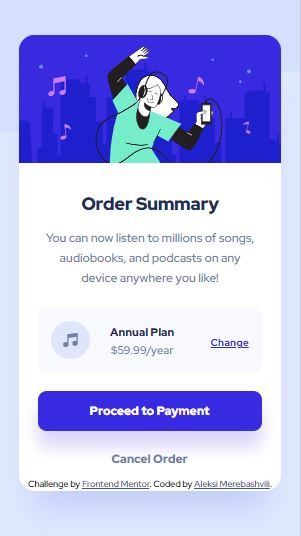 Order Summary
You can now listen to millions of songs,
audiobooks, and podcasts on any
device anywhere you like!
Annual Plan
$59.99/year
Change
Proceed to Payment
Cancel Order
Challenge by Frontend Mentor. Coded by Aleksi Merebashvili.